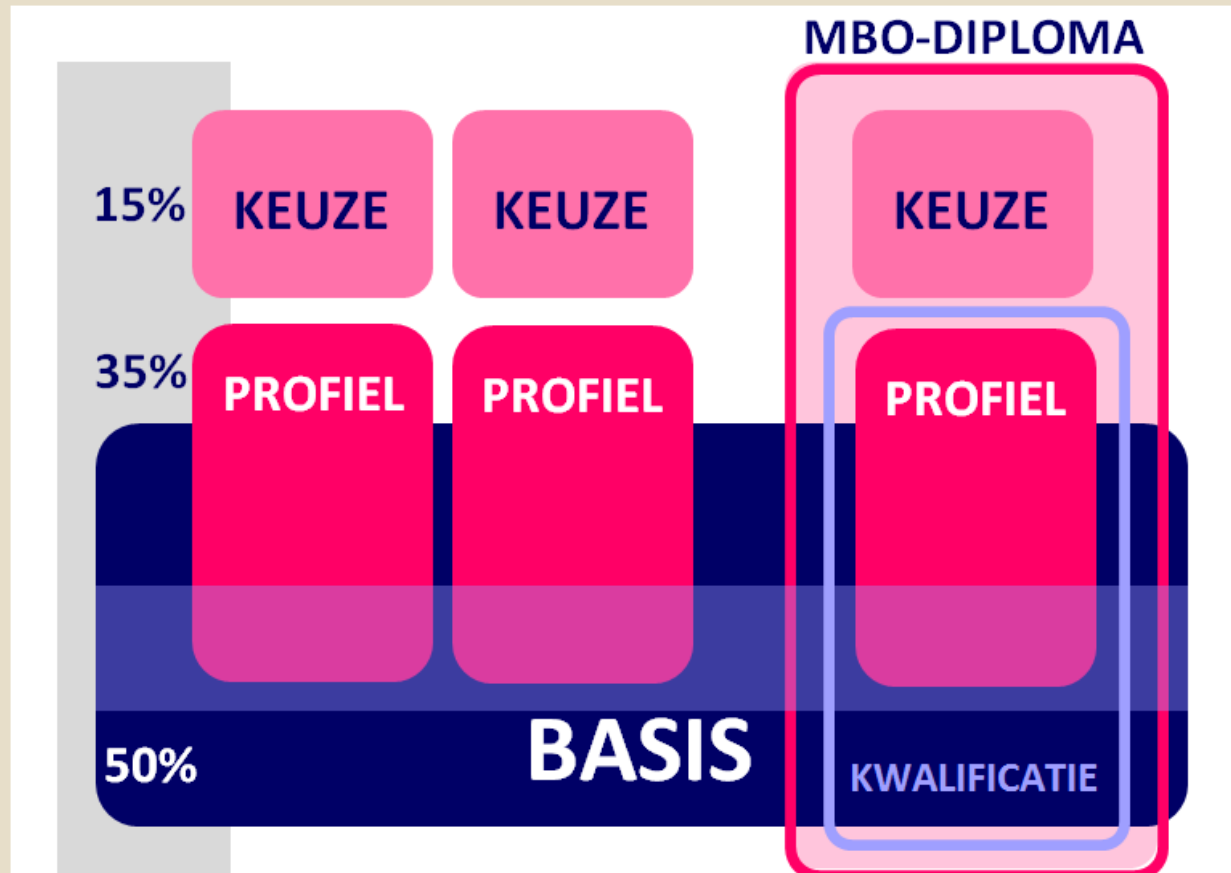 MBO-DIPLOMA
15% KEUZE KEUZE KEUZE
35% PROFIEL PROFIEL PROFIEL
50% BASIS KWALIFICATIE